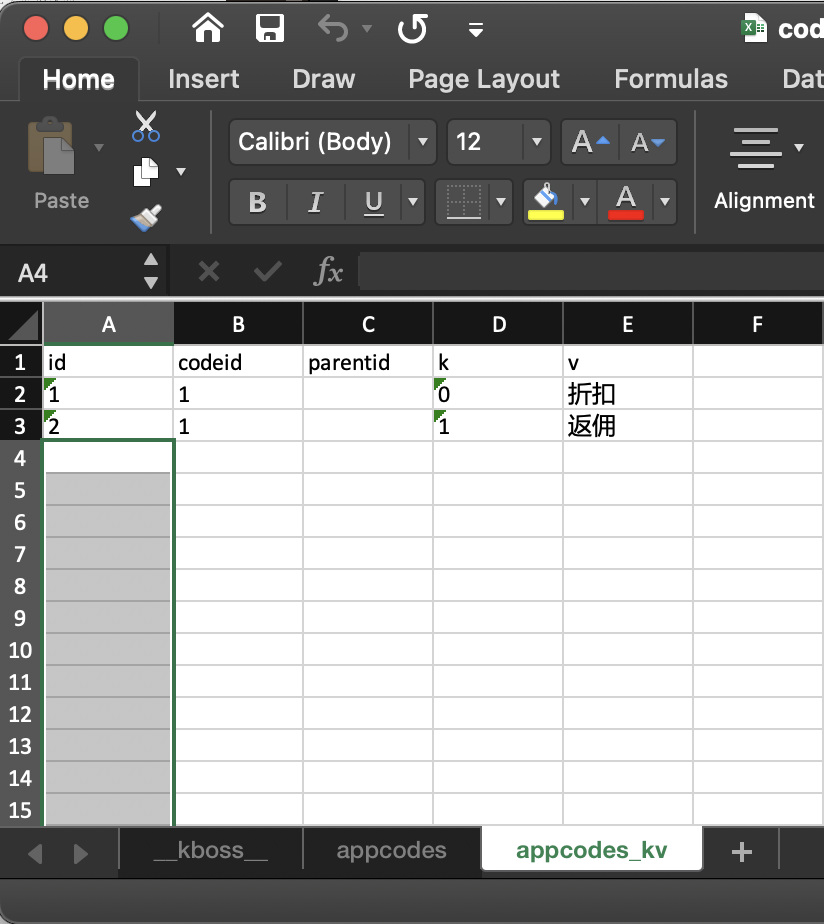 cod
Home Insert Draw Page Layout Formulas Dat
Calibri (Body) 12 A A
Paste B I U A Alignment
A4 fx
A B C D E F
1 id codeid parentid k v
2 1 1 0 折扣
3 2 1 1 返佣
4
5
6
7
8
9
10
11
12
13
14
15
__kboss__ appcodes appcodes_kv +